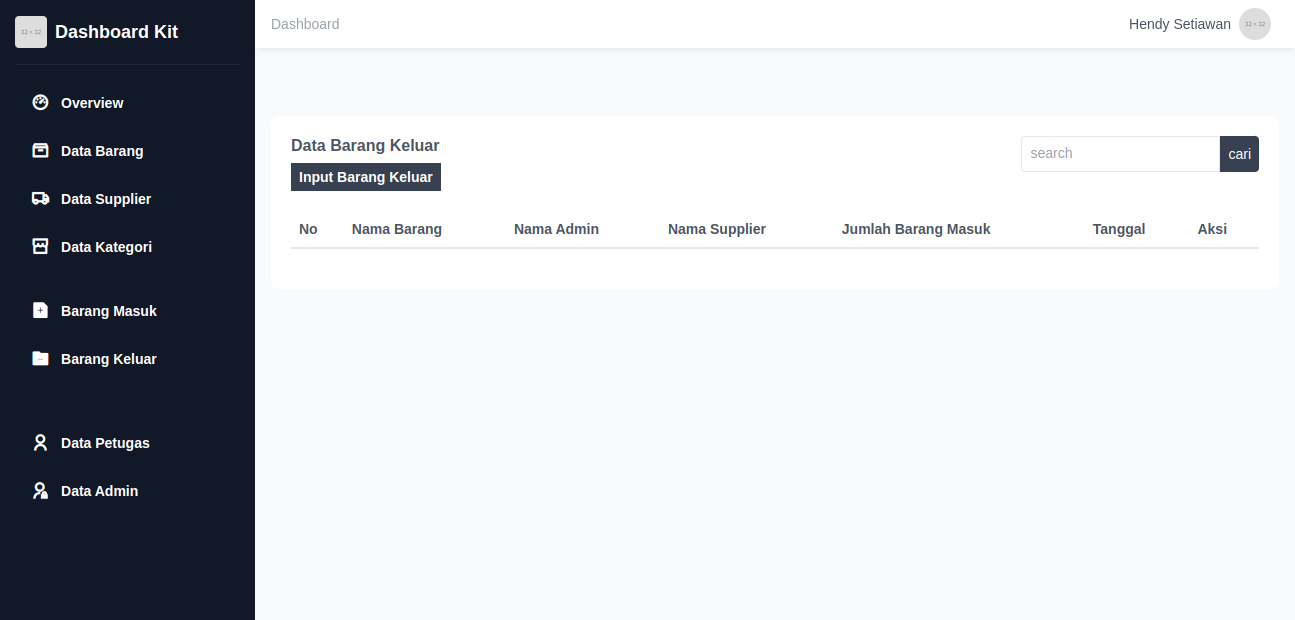 32 × 32
Dashboard Kit
Overview
Data Barang
Data Supplier
Data Kategori
Barang Masuk
Barang Keluar
Data Petugas
Data Admin
Dashboard
Hendy Setiawan
32 × 32
Data Barang Keluar
Input Barang Keluar
search
cari
No Nama Barang Nama Admin Nama Supplier Jumlah Barang Masuk Tanggal Aksi